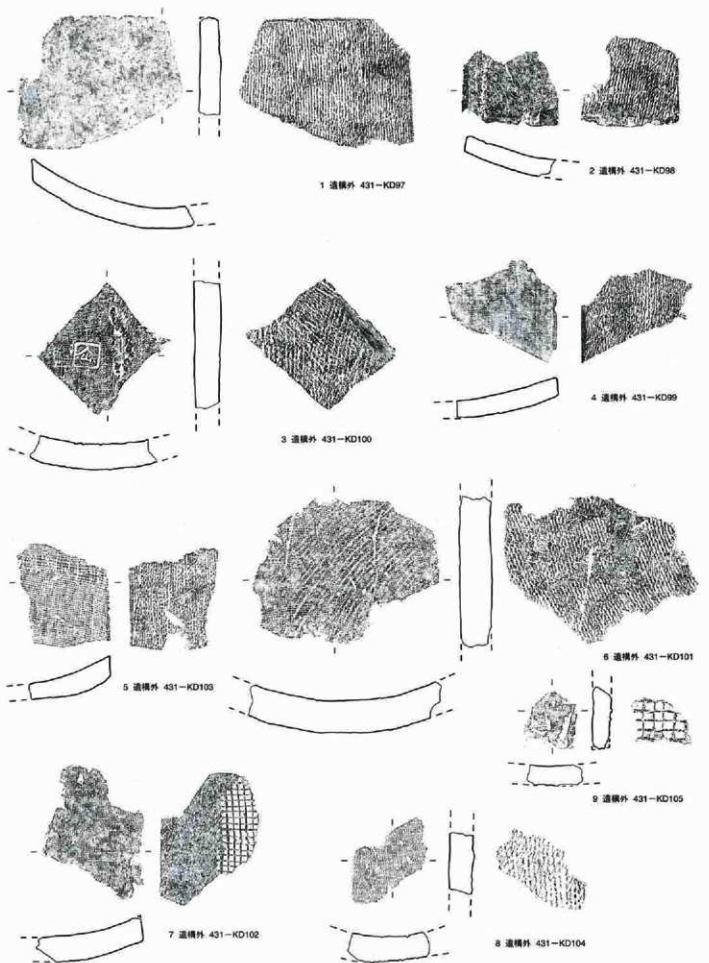 1 遺構外 431-KD97
2 遺構外 431-KD98
3 遺構外 431-KD100
4 遺構外 431-KD99
5 遺構外 431-KD103
6 遺構外 431-KD101
9 遺構外 431-KD105
7 遺構外 431-KD102
8 遺構外 431-KD104